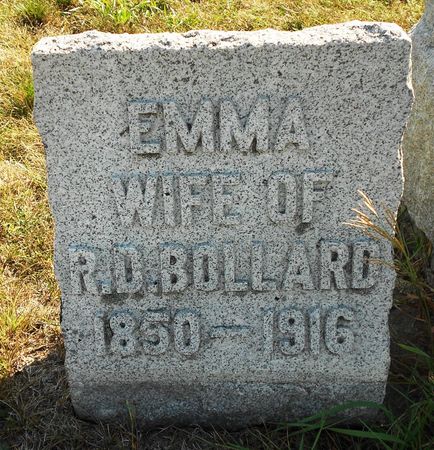 EMMA
WIFE OF
R.D. BOLLARD
1850–1916